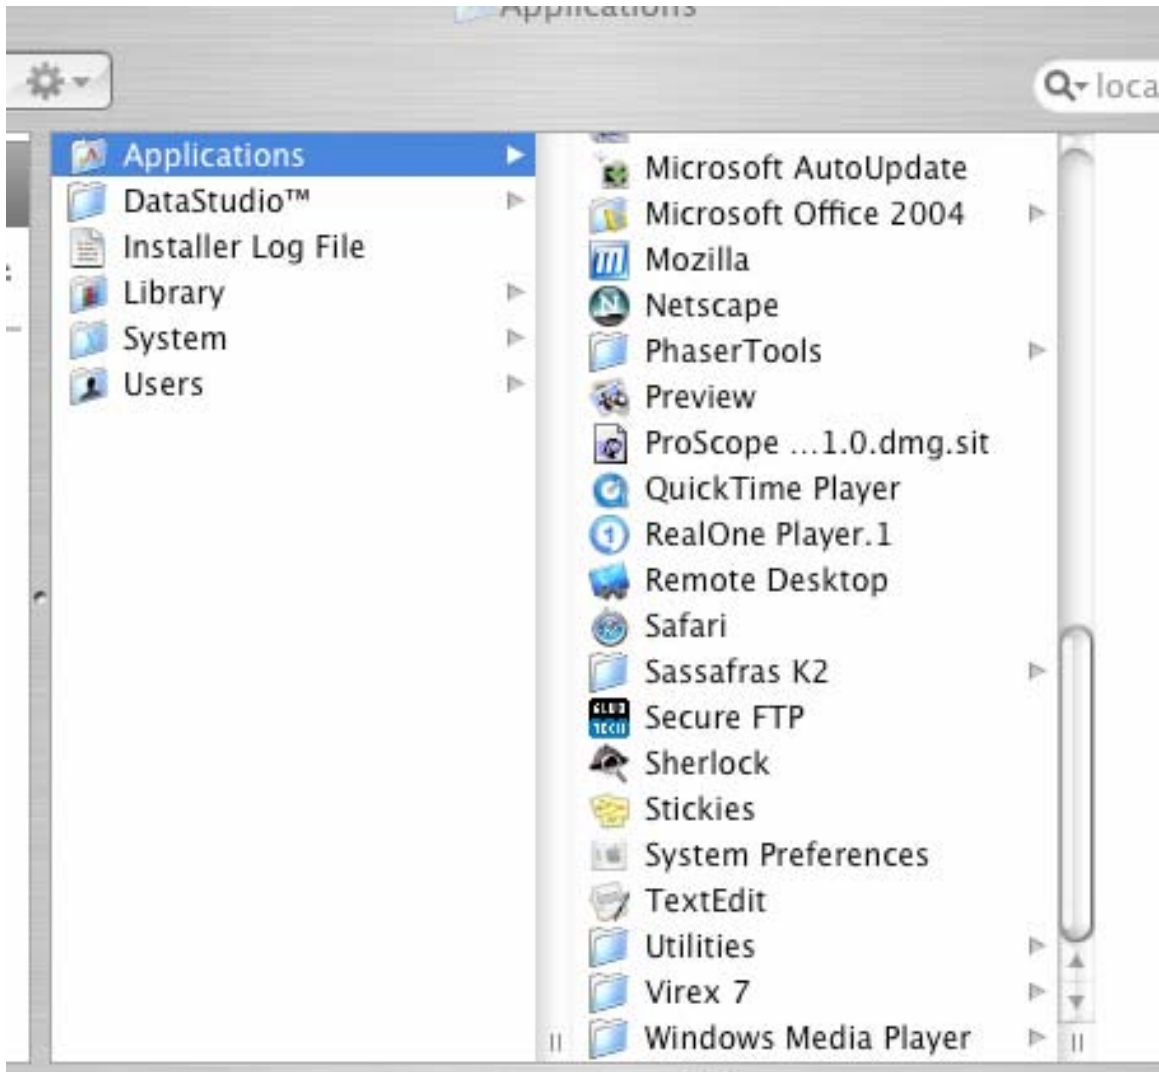 Applications
loca
Applications
DataStudio™
Installer Log File
Library
System
Users
Microsoft AutoUpdate
Microsoft Office 2004
Mozilla
Netscape
PhaserTools
Preview
ProScope ...1.0.dmg.sit
QuickTime Player
RealOne Player.1
Remote Desktop
Safari
Sassafras K2
Secure FTP
Sherlock
Stickies
System Preferences
TextEdit
Utilities
Virex 7
Windows Media Player